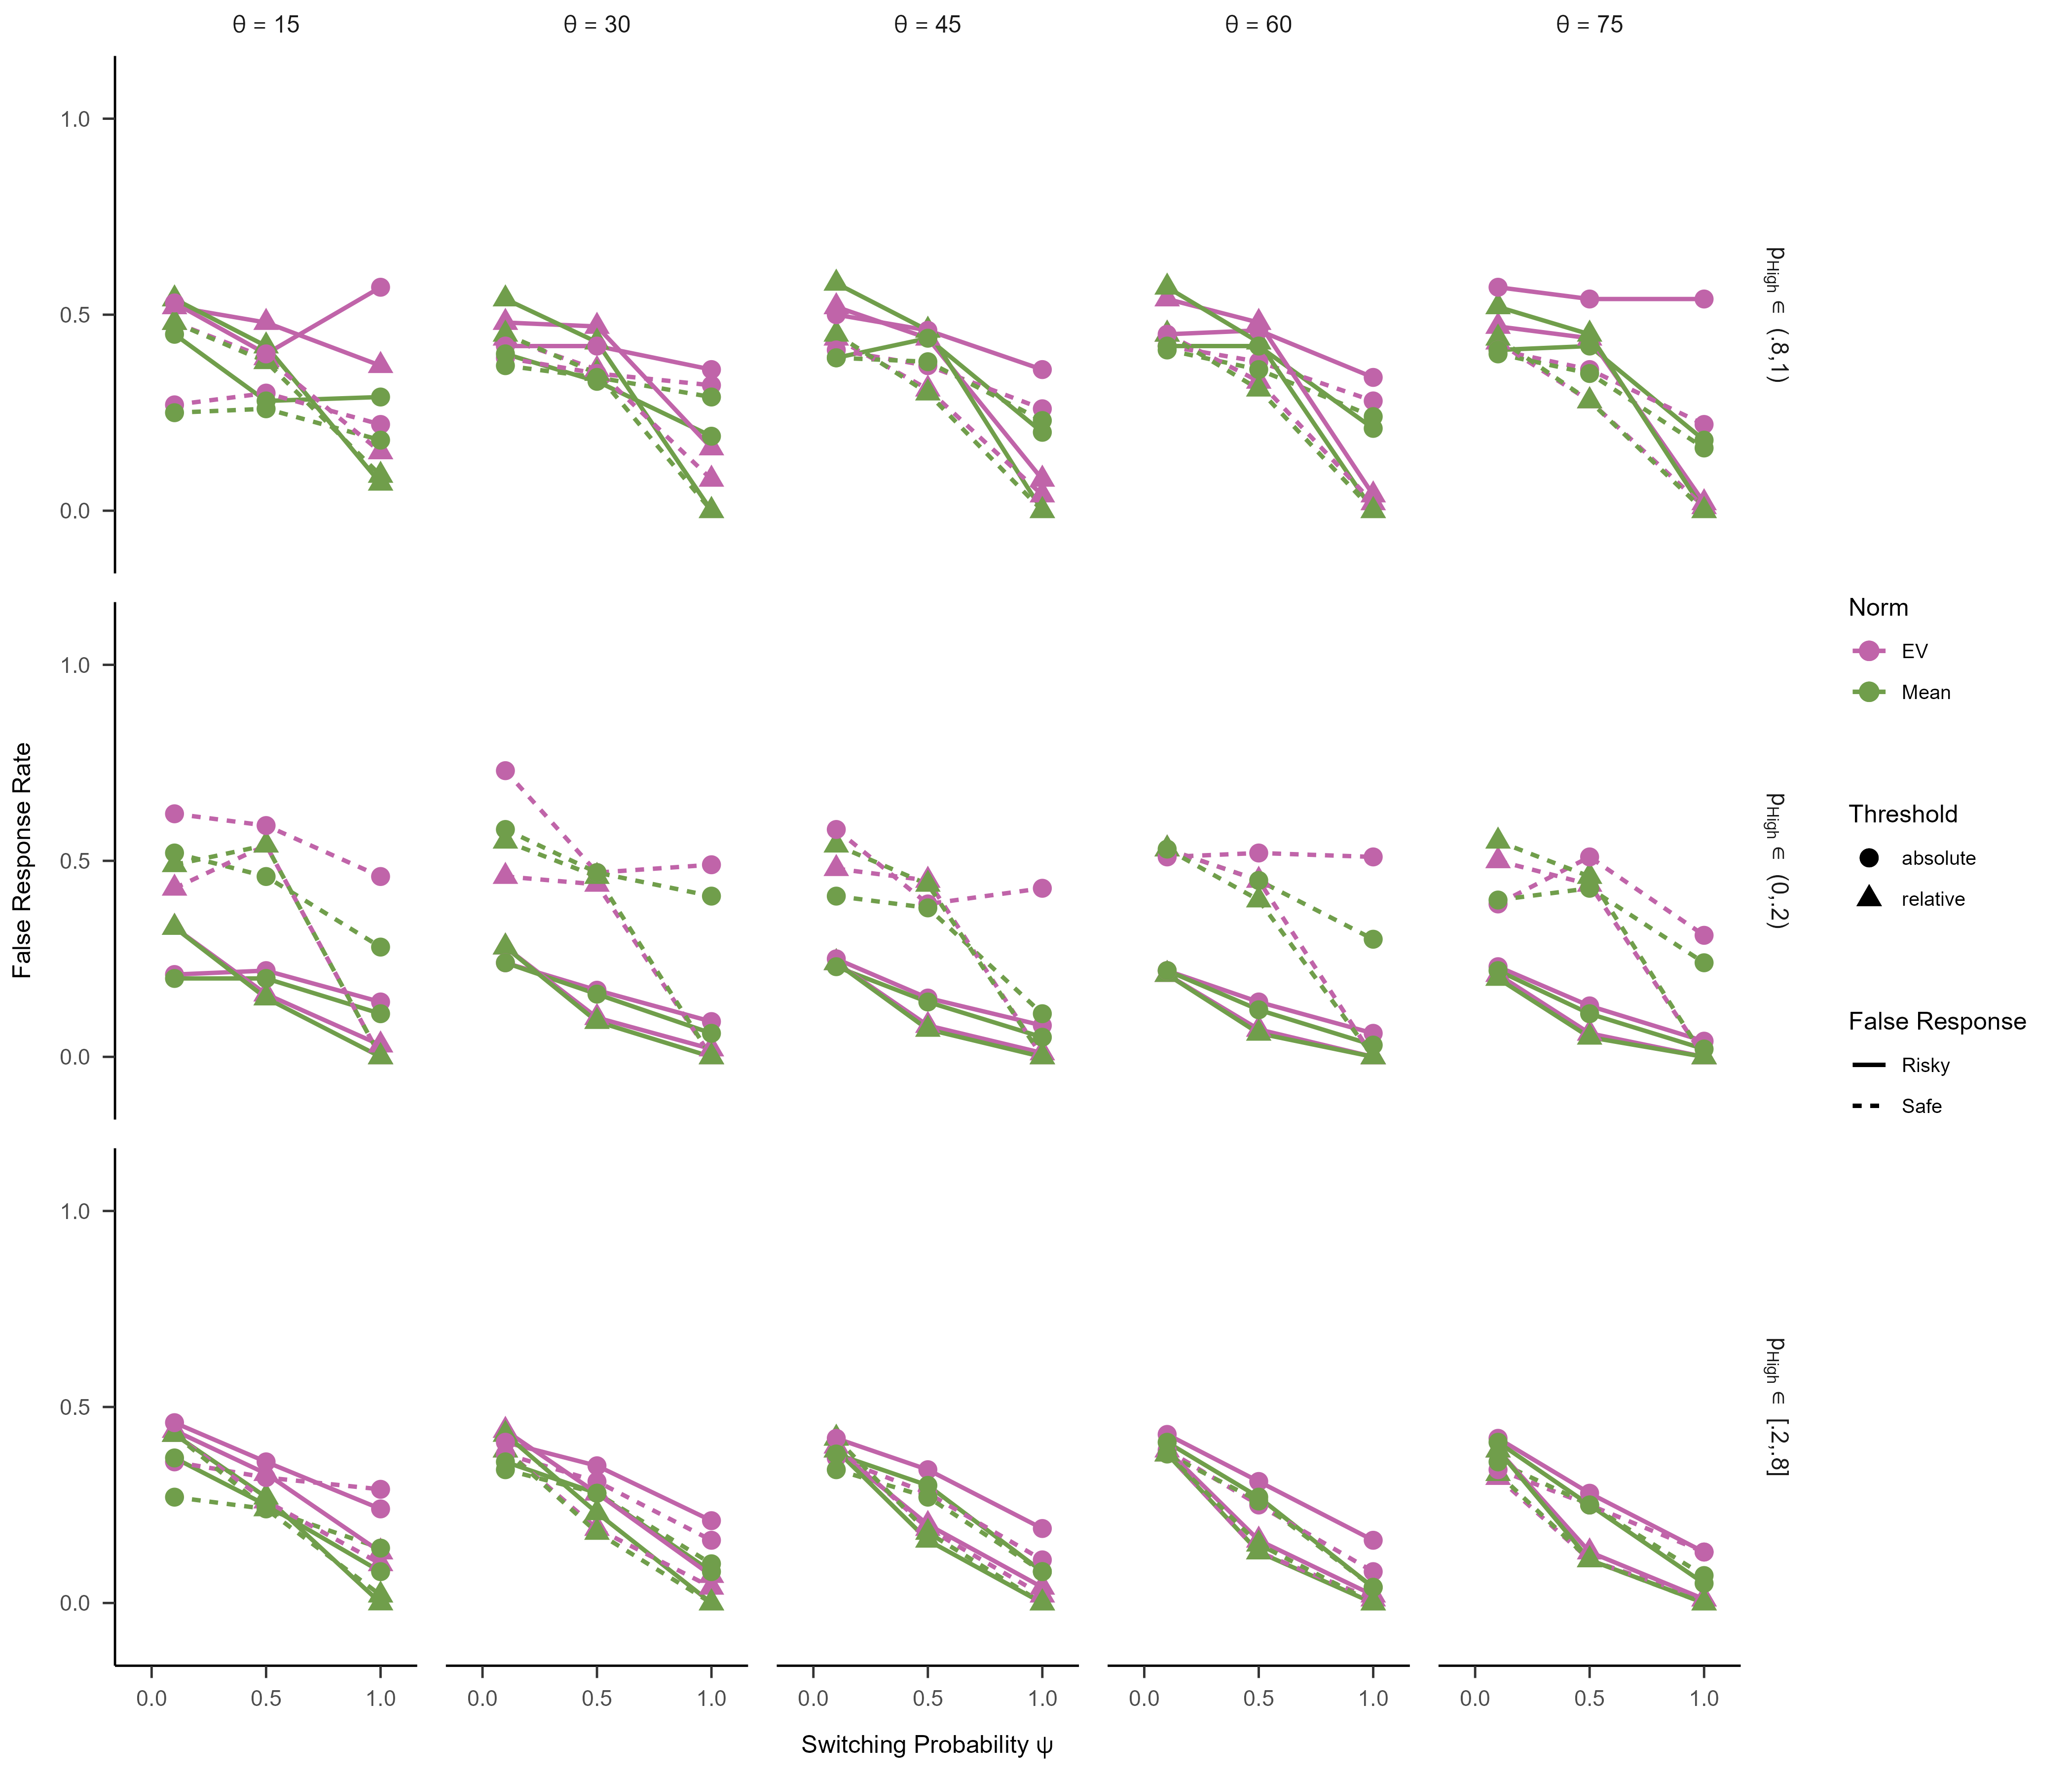 θ = 15 θ = 30 θ = 45 θ = 60 θ = 75
1.0
0.5
0.0
pHigh ∈ (.8,1)
1.0
0.5
0.0
pHigh ∈ (0,.2)
1.0
0.5
0.0
pHigh ∈ [.2,.8]
0.0 0.5 1.0 0.0 0.5 1.0 0.0 0.5 1.0 0.0 0.5 1.0 0.0 0.5 1.0
Switching Probability ψ
False Response Rate
Norm
EV
Mean
Threshold
absolute
relative
False Response
Risky
Safe